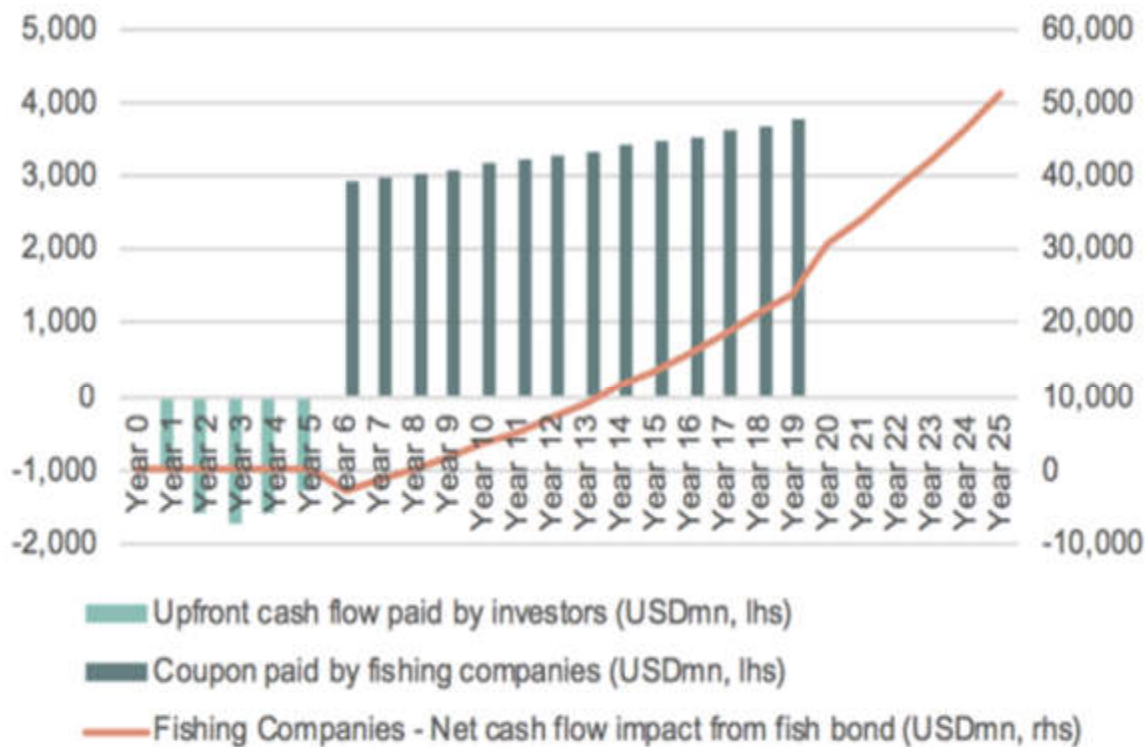 5,000
4,000
3,000
2,000
1,000
0
-1,000
-2,000
60,000
50,000
40,000
30,000
20,000
10,000
0
-10,000
Year 0
Year 1
Year 2
Year 3
Year 4
Year 5
Year 6
Year 7
Year 8
Year 9
Year 10
Year 11
Year 12
Year 13
Year 14
Year 15
Year 16
Year 17
Year 18
Year 19
Year 20
Year 21
Year 22
Year 23
Year 24
Year 25
Upfront cash flow paid by investors (USDmn, lhs)
Coupon paid by fishing companies (USDmn, lhs)
Fishing Companies - Net cash flow impact from fish bond (USDmn, rhs)